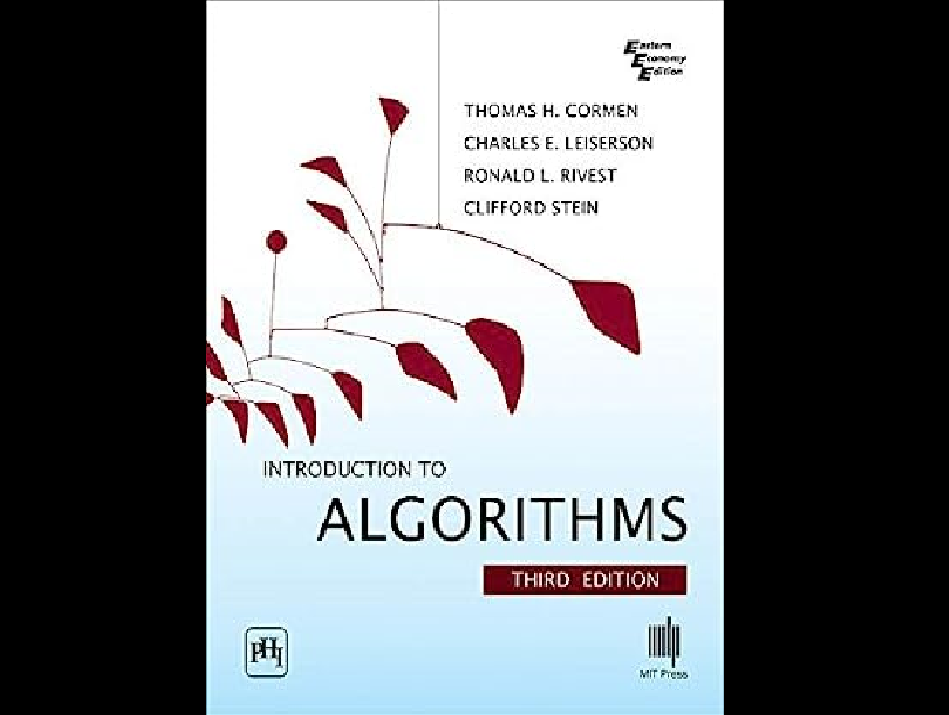 Eastern
Economy
Edition
THOMAS H. CORMEN
CHARLES E. LEISERSON
RONALD L. RIVEST
CLIFFORD STEIN
INTRODUCTION TO
ALGORITHMS
THIRD EDITION
PHI
MIT Press